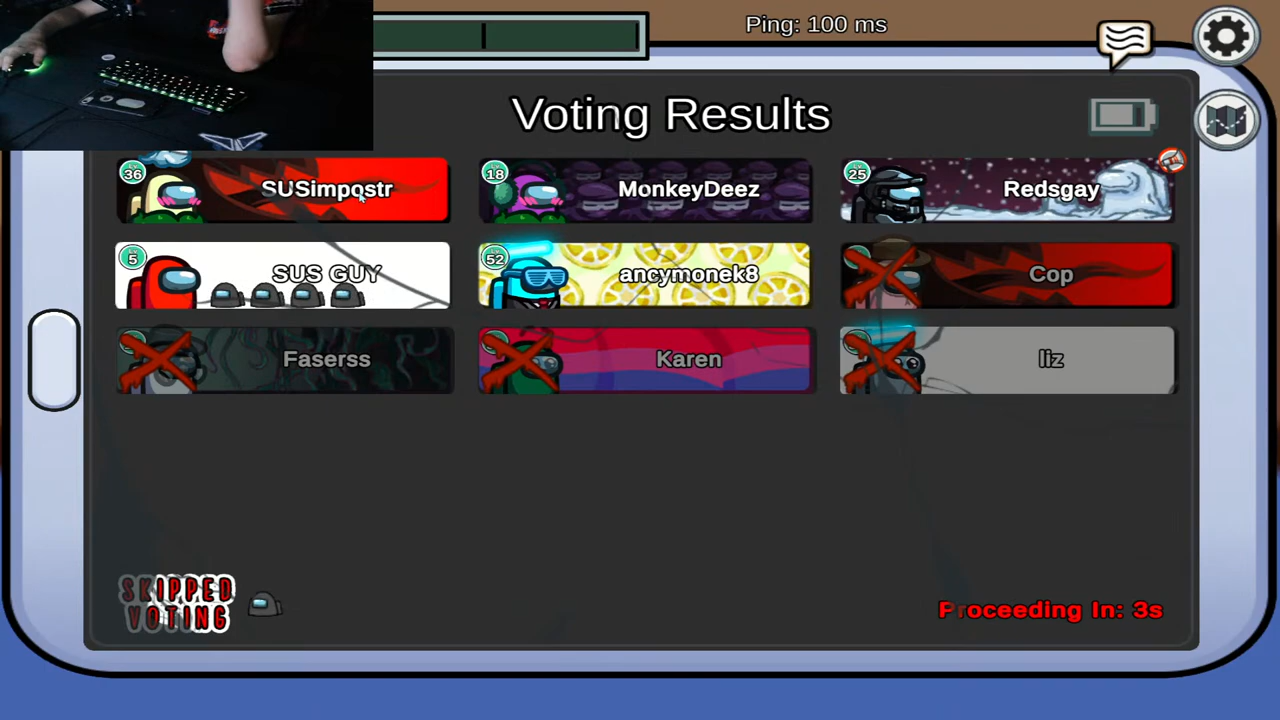 Ping: 100 ms
Voting Results
36 SUSimpostr
18 MonkeyDeez
25 Redsgay
5 SUS GUY
52 ancymonek8
Cop
Faserss
Karen
liz
SKIPPED
VOTING
Proceeding In: 3s